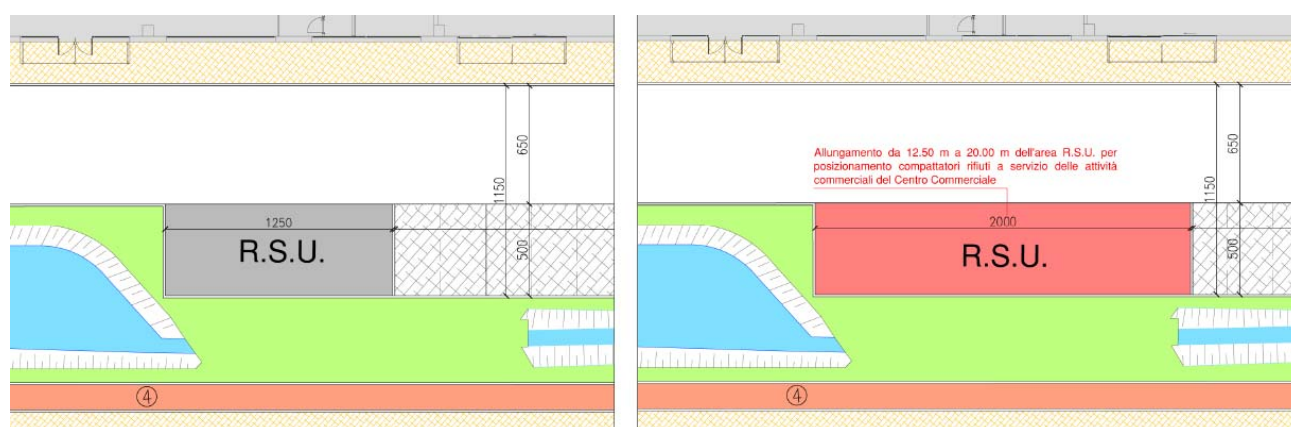 650
1150
1250
R.S.U.
500
4
Allungamento da 12.50 m a 20.00 m dell'area R.S.U. per
posizionamento compattatori rifiuti a servizio delle attività
commerciali del Centro Commerciale
650
1150
2000
R.S.U.
500
4